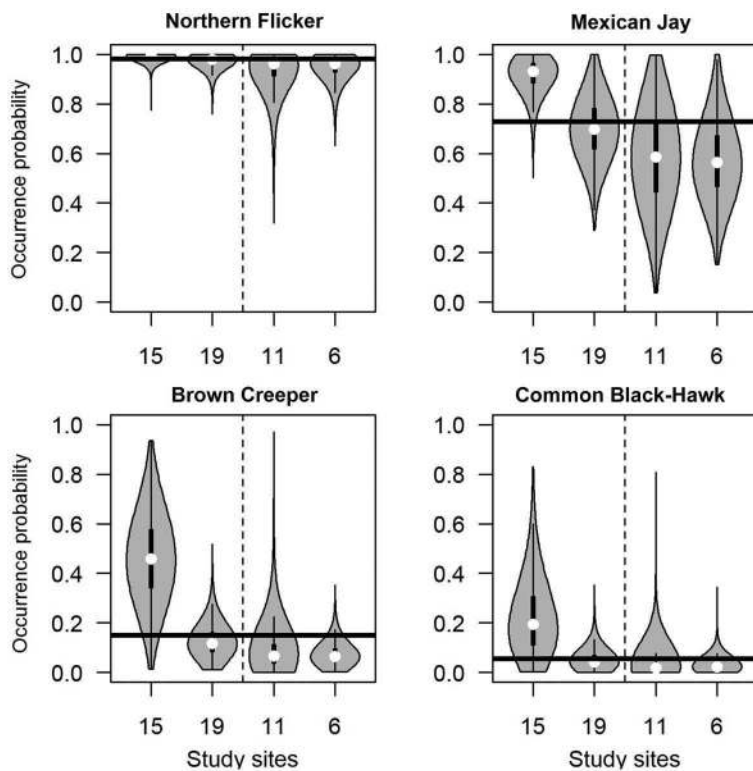 Northern Flicker
Occurrence probability
1.0
0.8
0.6
0.4
0.2
0.0
15 19 11 6
Mexican Jay
1.0
0.8
0.6
0.4
0.2
0.0
15 19 11 6
Brown Creeper
Occurrence probability
1.0
0.8
0.6
0.4
0.2
0.0
15 19 11 6
Study sites
Common Black-Hawk
1.0
0.8
0.6
0.4
0.2
0.0
15 19 11 6
Study sites